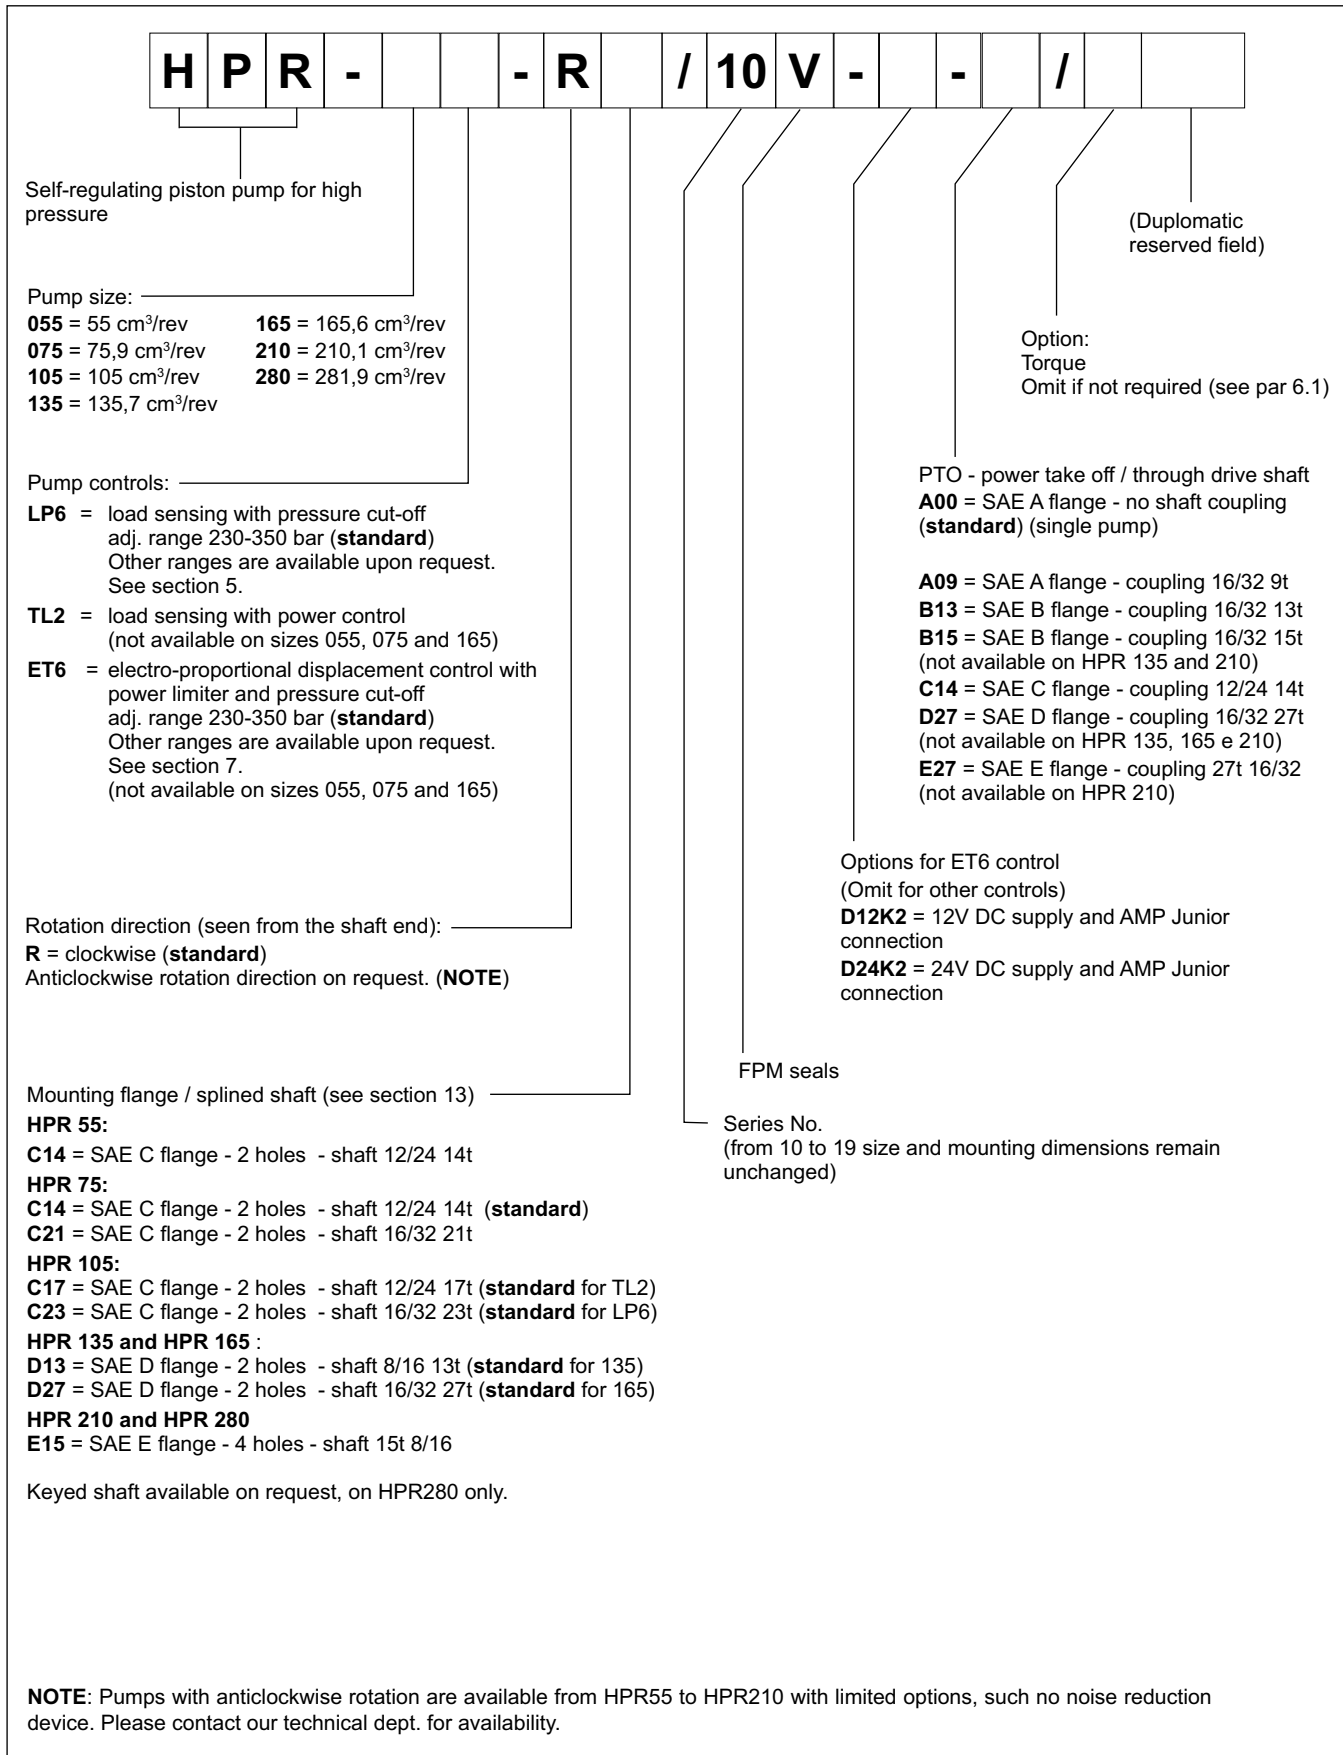 H P R - - R / 10 V - - /
Self-regulating piston pump for high
pressure
(Duplomatic
reserved field)
Pump size:
055 = 55 cm³/rev 165 = 165,6 cm³/rev
075 = 75,9 cm³/rev 210 = 210,1 cm³/rev
105 = 105 cm³/rev 280 = 281,9 cm³/rev
135 = 135,7 cm³/rev
Option:
Torque
Omit if not required (see par 6.1)
Pump controls:
LP6 = load sensing with pressure cut-off
adj. range 230-350 bar (standard)
Other ranges are available upon request.
See section 5.
TL2 = load sensing with power control
(not available on sizes 055, 075 and 165)
ET6 = electro-proportional displacement control with
power limiter and pressure cut-off
adj. range 230-350 bar (standard)
Other ranges are available upon request.
See section 7.
(not available on sizes 055, 075 and 165)
PTO - power take off / through drive shaft
A00 = SAE A flange - no shaft coupling
(standard) (single pump)
A09 = SAE A flange - coupling 16/32 9t
B13 = SAE B flange - coupling 16/32 13t
B15 = SAE B flange - coupling 16/32 15t
(not available on HPR 135 and 210)
C14 = SAE C flange - coupling 12/24 14t
D27 = SAE D flange - coupling 16/32 27t
(not available on HPR 135, 165 e 210)
E27 = SAE E flange - coupling 27t 16/32
(not available on HPR 210)
Options for ET6 control
(Omit for other controls)
D12K2 = 12V DC supply and AMP Junior
connection
D24K2 = 24V DC supply and AMP Junior
connection
Rotation direction (seen from the shaft end):
R = clockwise (standard)
Anticlockwise rotation direction on request. (NOTE)
FPM seals
Series No.
(from 10 to 19 size and mounting dimensions remain
unchanged)
Mounting flange / splined shaft (see section 13)
HPR 55:
C14 = SAE C flange - 2 holes - shaft 12/24 14t
HPR 75:
C14 = SAE C flange - 2 holes - shaft 12/24 14t (standard)
C21 = SAE C flange - 2 holes - shaft 16/32 21t
HPR 105:
C17 = SAE C flange - 2 holes - shaft 12/24 17t (standard for TL2)
C23 = SAE C flange - 2 holes - shaft 16/32 23t (standard for LP6)
HPR 135 and HPR 165 :
D13 = SAE D flange - 2 holes - shaft 8/16 13t (standard for 135)
D27 = SAE D flange - 2 holes - shaft 16/32 27t (standard for 165)
HPR 210 and HPR 280
E15 = SAE E flange - 4 holes - shaft 15t 8/16
Keyed shaft available on request, on HPR280 only.
NOTE: Pumps with anticlockwise rotation are available from HPR55 to HPR210 with limited options, such no noise reduction
device. Please contact our technical dept. for availability.